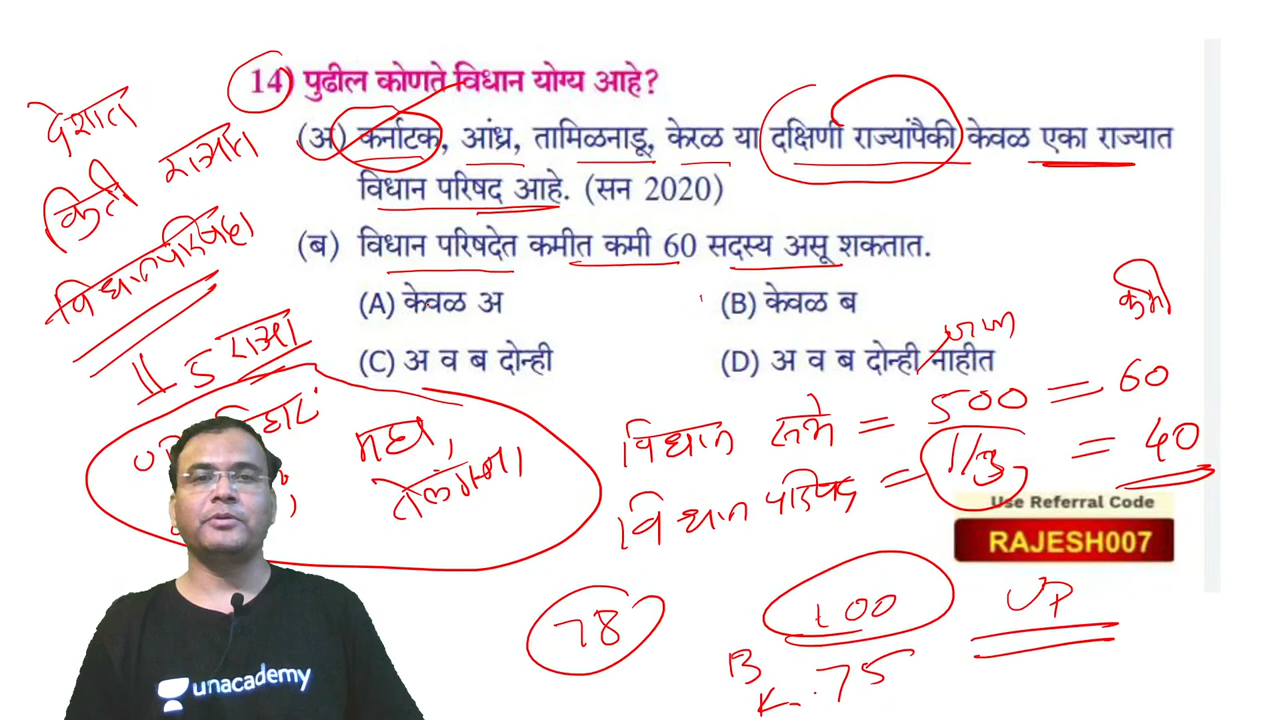 14) पुढील कोणते विधान योग्य आहे?
(अ) कर्नाटक, आंध्र, तामिळनाडू, केरळ या दक्षिणी राज्यांपैकी केवळ एका राज्यात
विधान परिषद आहे. (सन 2020)
(ब) विधान परिषदेत कमीत कमी 60 सदस्य असू शकतात.
(A) केवळ अ
(B) केवळ ब
(C) अ व ब दोन्ही
(D) अ व ब दोन्ही नाहीत
देशात
किती राज्यात
विधानपरिषदा
II 5 राज्या
महा,
तेलंगणा
कमी
विधान सभे = 500 = 60
विधान परिषद = 1/3 = 40
Use Referral Code
RAJESH007
78
100
UP
B
K. 75
unacademy